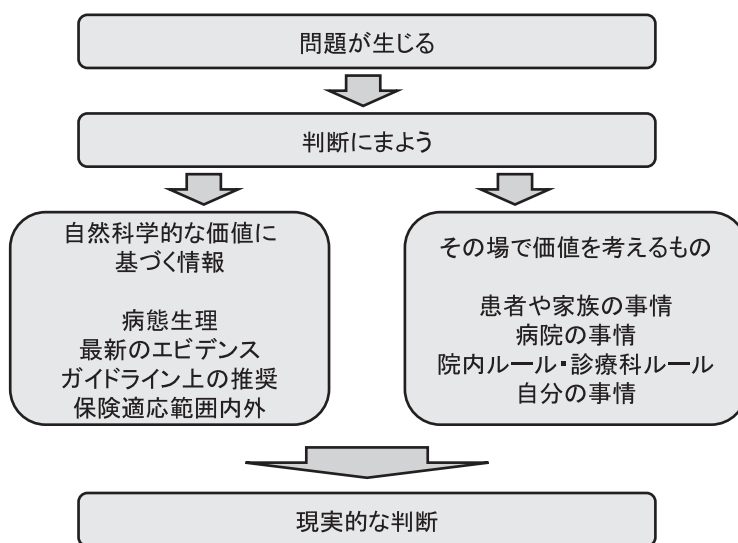 問題が生じる
判断にまよう
自然科学的な価値に
基づく情報
病態生理
最新のエビデンス
ガイドライン上の推奨
保険適応範囲内外
その場で価値を考えるもの
患者や家族の事情
病院の事情
院内ルール・診療科ルール
自分の事情
現実的な判断